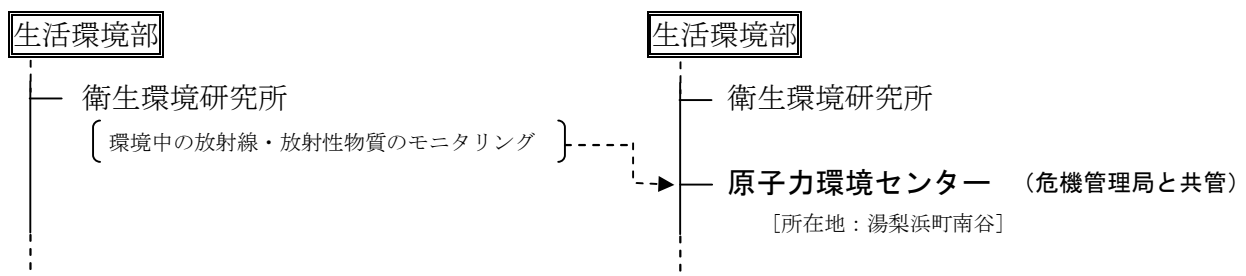 生活環境部
衛生環境研究所
環境中の放射線・放射性物質のモニタリング
生活環境部
衛生環境研究所
原子力環境センター （危機管理局と共管）
［所在地：湯梨浜町南谷］